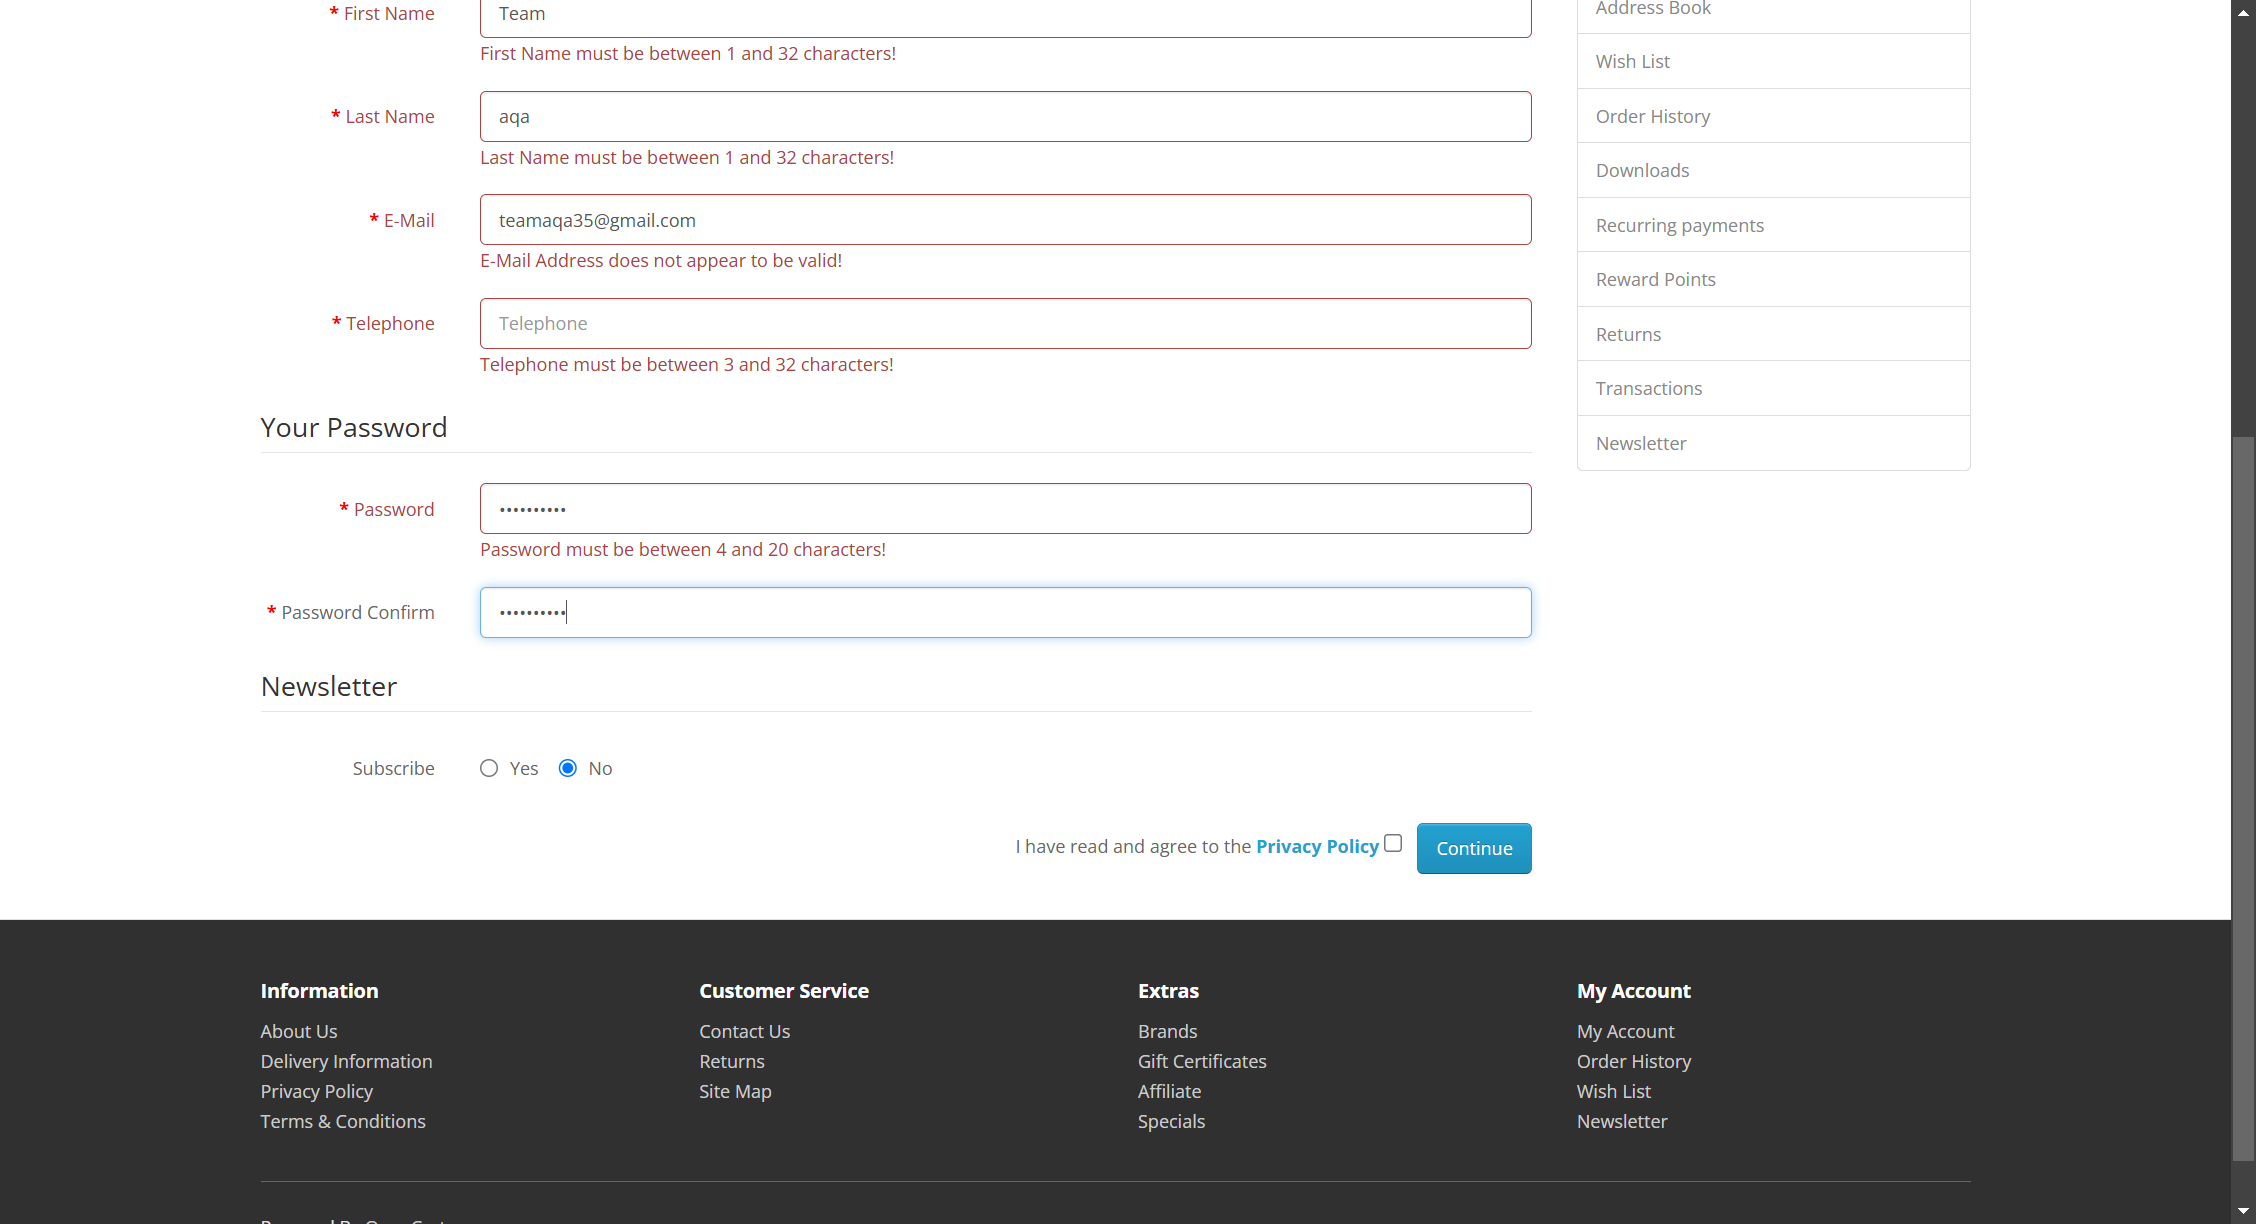 * First Name
Team
First Name must be between 1 and 32 characters!
* Last Name
aqa
Last Name must be between 1 and 32 characters!
* E-Mail
teamaqa35@gmail.com
E-Mail Address does not appear to be valid!
* Telephone
Telephone
Telephone must be between 3 and 32 characters!
Your Password
* Password
••••••••••
Password must be between 4 and 20 characters!
* Password Confirm
••••••••••
Newsletter
Subscribe
Yes
No
I have read and agree to the Privacy Policy
Continue
Address Book
Wish List
Order History
Downloads
Recurring payments
Reward Points
Returns
Transactions
Newsletter
Information
About Us
Delivery Information
Privacy Policy
Terms & Conditions
Customer Service
Contact Us
Returns
Site Map
Extras
Brands
Gift Certificates
Affiliate
Specials
My Account
My Account
Order History
Wish List
Newsletter